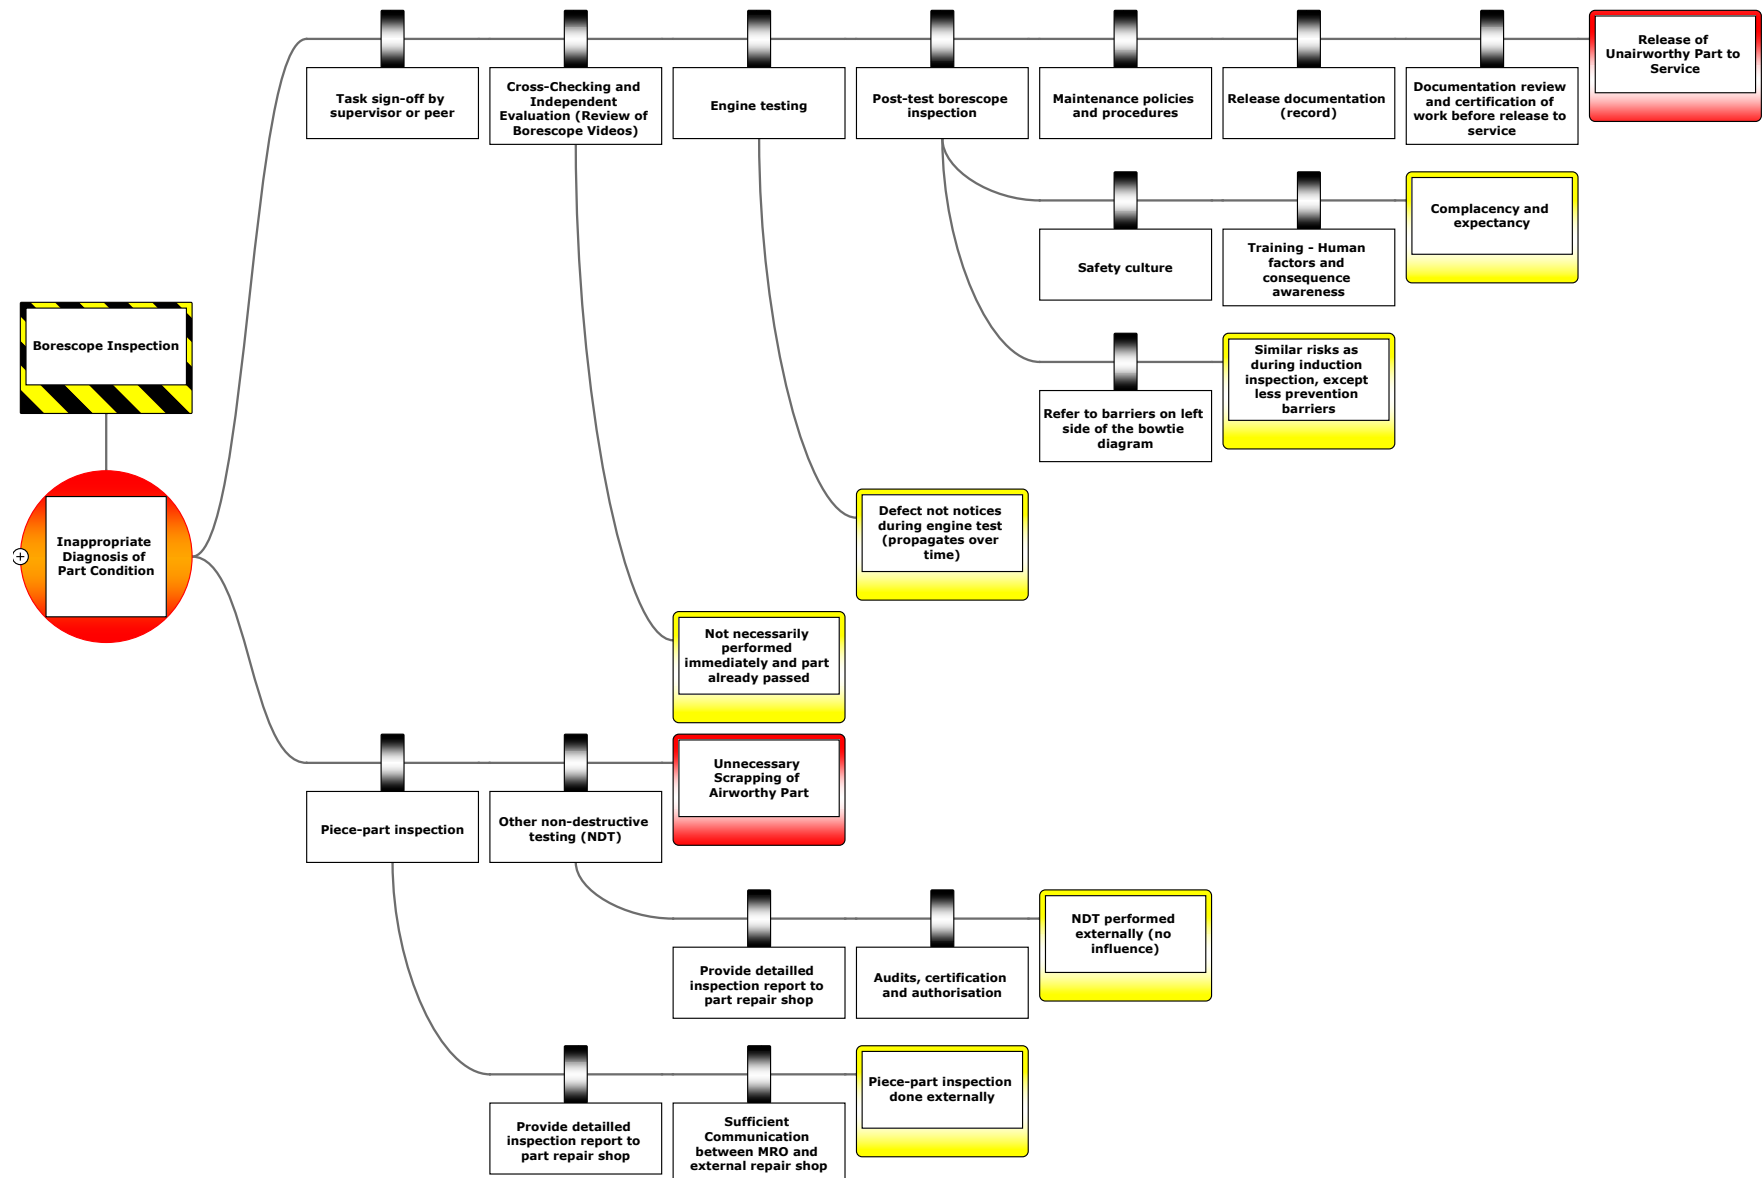 Task sign-off by
supervisor or peer
Cross-Checking and
Independent
Evaluation (Review of
Borescope Videos)
Engine testing
Post-test borescope
inspection
Maintenance policies
and procedures
Release documentation
(record)
Documentation review
and certification of
work before release to
service
Release of
Unairworthy Part to
Service
Safety culture
Training - Human
factors and
consequence
awareness
Complacency and
expectancy
Borescope Inspection
Refer to barriers on left
side of the bowtie
diagram
Similar risks as
during induction
inspection, except
less prevention
barriers
Inappropriate
Diagnosis of
Part Condition
Defect not notices
during engine test
(propagates over
time)
Not necessarily
performed
immediately and part
already passed
Piece-part inspection
Other non-destructive
testing (NDT)
Unnecessary
Scrapping of
Airworthy Part
Provide detailled
inspection report to
part repair shop
Audits, certification
and authorisation
NDT performed
externally (no
influence)
Provide detailled
inspection report to
part repair shop
Sufficient
Communication
between MRO and
external repair shop
Piece-part inspection
done externally